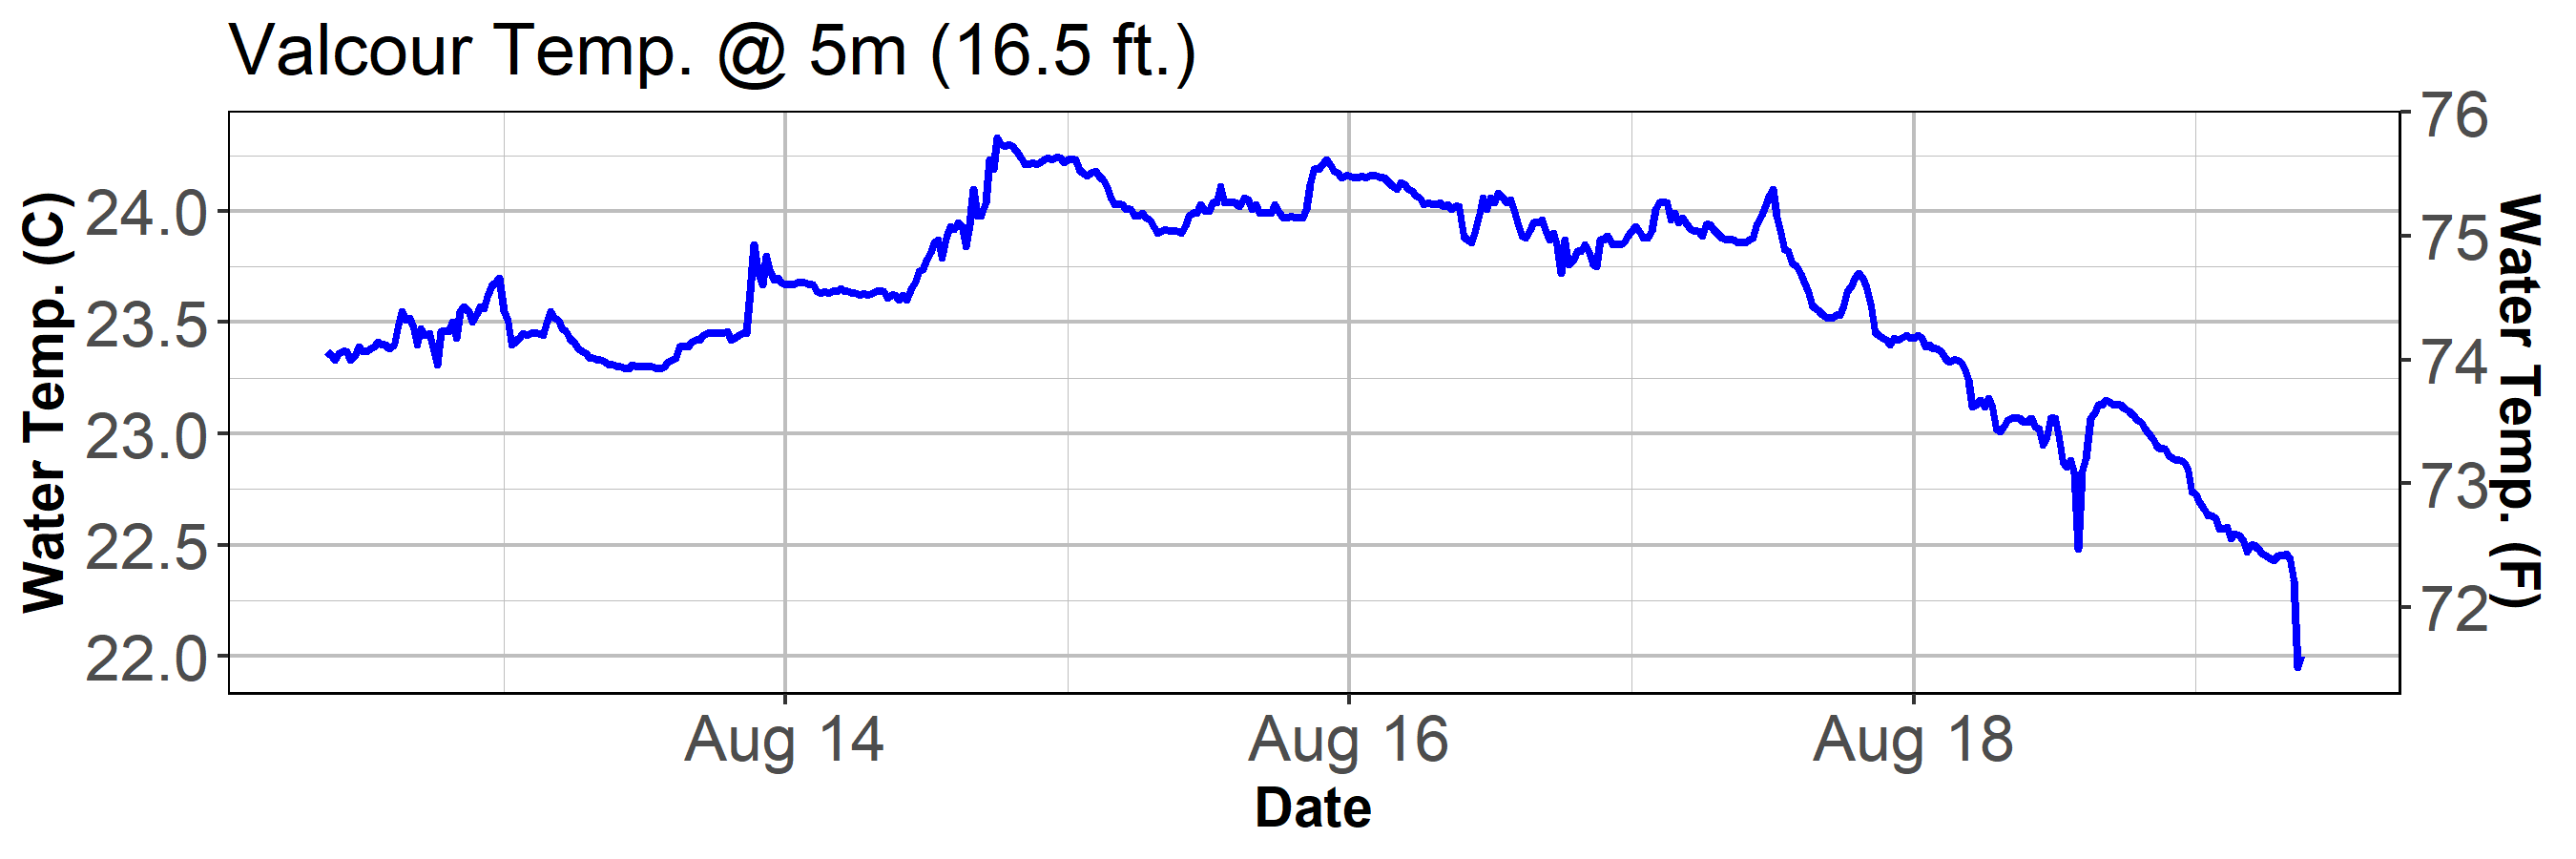 Valcour Temp. @ 5m (16.5 ft.)
Water Temp. (C)
24.0
23.5
23.0
22.5
22.0
76
75
74
73
72
Water Temp. (F)
Aug 14
Aug 16
Aug 18
Date